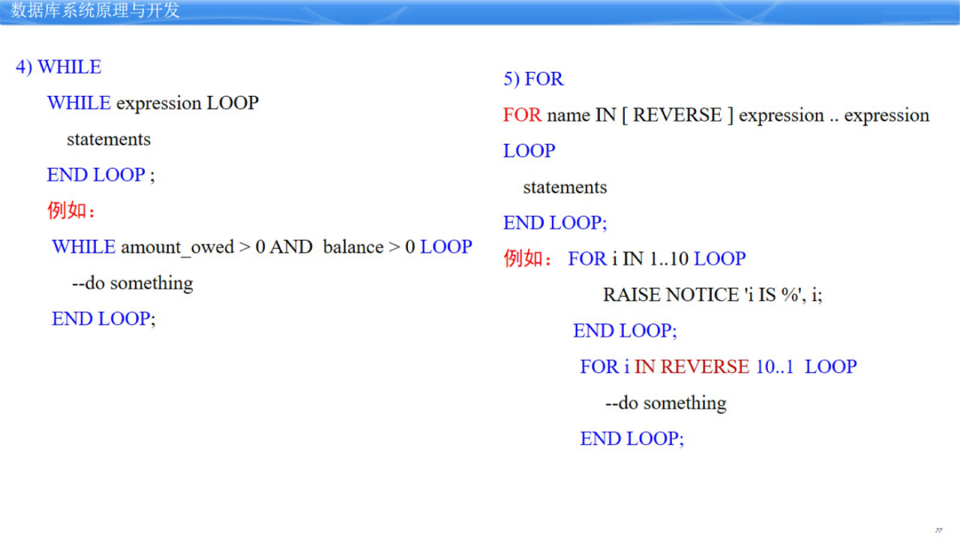 数据库系统原理与开发
4) WHILE
WHILE expression LOOP
statements
END LOOP ;
例如：
WHILE amount_owed > 0 AND balance > 0 LOOP
--do something
END LOOP;
5) FOR
FOR name IN [ REVERSE ] expression .. expression
LOOP
statements
END LOOP;
例如： FOR i IN 1..10 LOOP
RAISE NOTICE 'i IS %', i;
END LOOP;
FOR i IN REVERSE 10..1 LOOP
--do something
END LOOP;
77